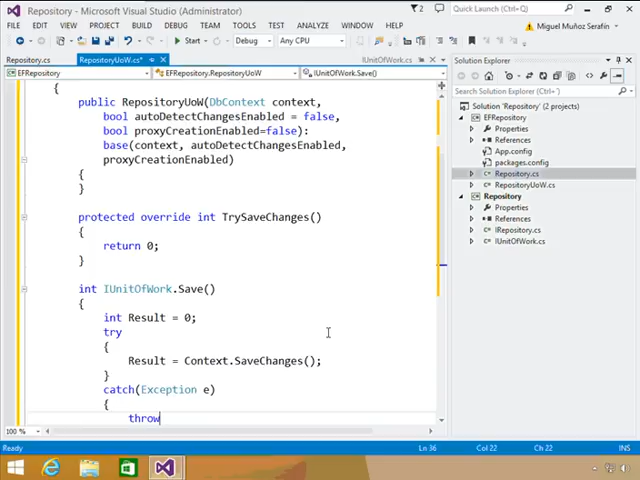 Repository - Microsoft Visual Studio (Administrator)
2
Quick Launch (Ctrl+Q)
FILE EDIT VIEW PROJECT BUILD DEBUG TEAM TOOLS TEST ANALYZE WINDOW HELP
Miguel Muñoz Serafín
Start Debug Any CPU
Repository.cs RepositoryUoW.cs* IUnitOfWork.cs
EFRepository EFRepository.RepositoryUoW IUnitOfWork.Save()
{
public RepositoryUoW(DbContext context,
bool autoDetectChangesEnabled = false,
bool proxyCreationEnabled=false):
base(context, autoDetectChangesEnabled,
proxyCreationEnabled)
{
}
protected override int TrySaveChanges()
{
return 0;
}
int IUnitOfWork.Save()
{
int Result = 0;
try
{
Result = Context.SaveChanges();
}
catch(Exception e)
{
throw
100 %
Solution Explorer
Search Solution Explorer (Ctrl+;)
Solution 'Repository' (2 projects)
EFRepository
Properties
References
App.config
packages.config
Repository.cs
RepositoryUoW.cs
Repository
Properties
References
IRepository.cs
IUnitOfWork.cs
Ready Ln 36 Col 22 Ch 22 INS